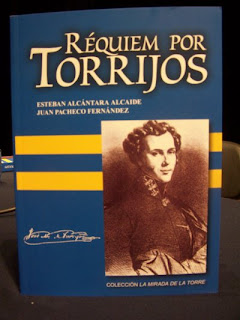 RÉQUIEM POR
TORRIJOS
ESTEBAN ALCÁNTARA ALCAIDE
JUAN PACHECO FERNÁNDEZ
COLECCIÓN LA MIRADA DE LA TORRE